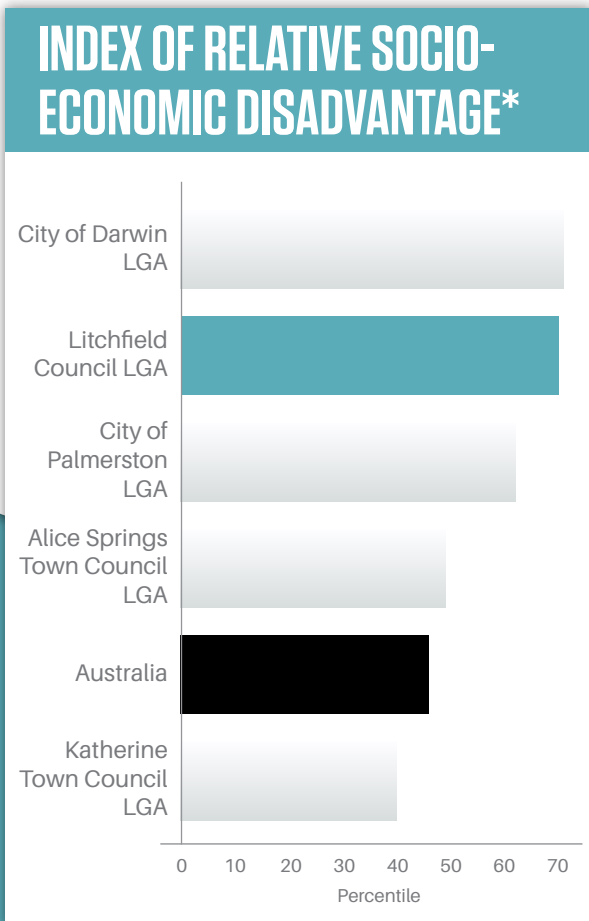 INDEX OF RELATIVE SOCIO-
ECONOMIC DISADVANTAGE*
City of Darwin
LGA
Litchfield
Council LGA
City of
Palmerston
LGA
Alice Springs
Town Council
LGA
Australia
Katherine
Town Council
LGA
0 10 20 30 40 50 60 70
Percentile